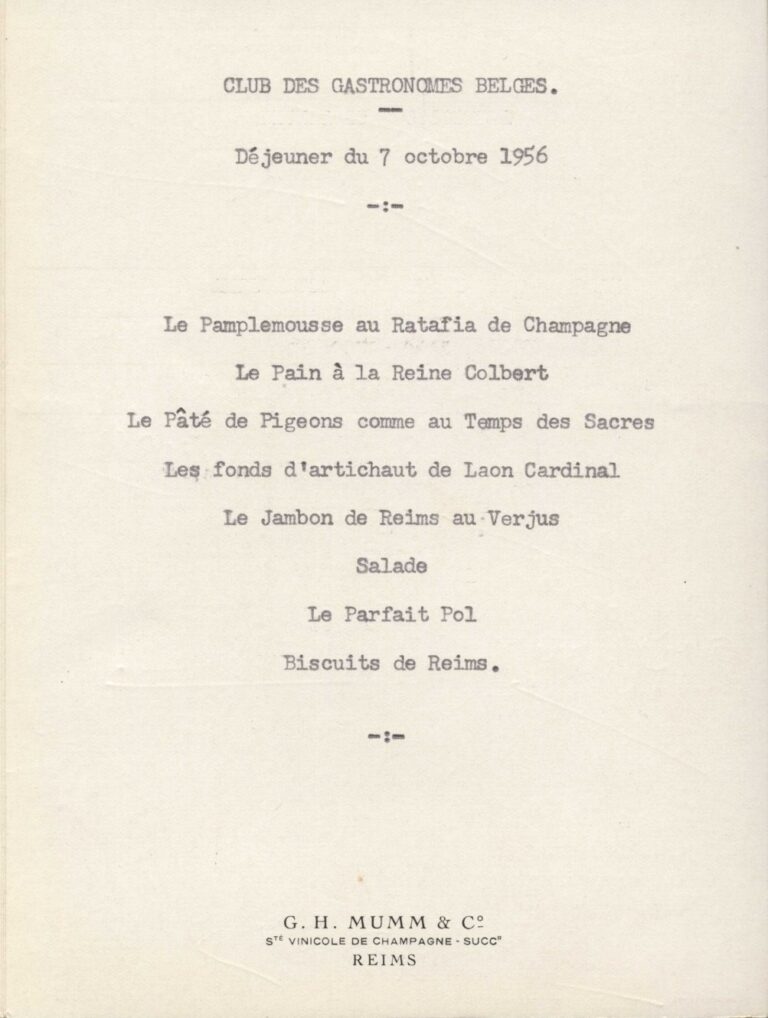 CLUB DES GASTRONOMES BELGES.
Déjeuner du 7 octobre 1956
-:-
Le Pamplemousse au Ratafia de Champagne
Le Pain à la Reine Colbert
Le Pâté de Pigeons comme au Temps des Sacres
Les fonds d'artichaut de Laon Cardinal
Le Jambon de Reims au Verjus
Salade
Le Parfait Pol
Biscuits de Reims.
-:-
G. H. MUMM & Cº
STÉ VINICOLE DE CHAMPAGNE - SUCCR
REIMS